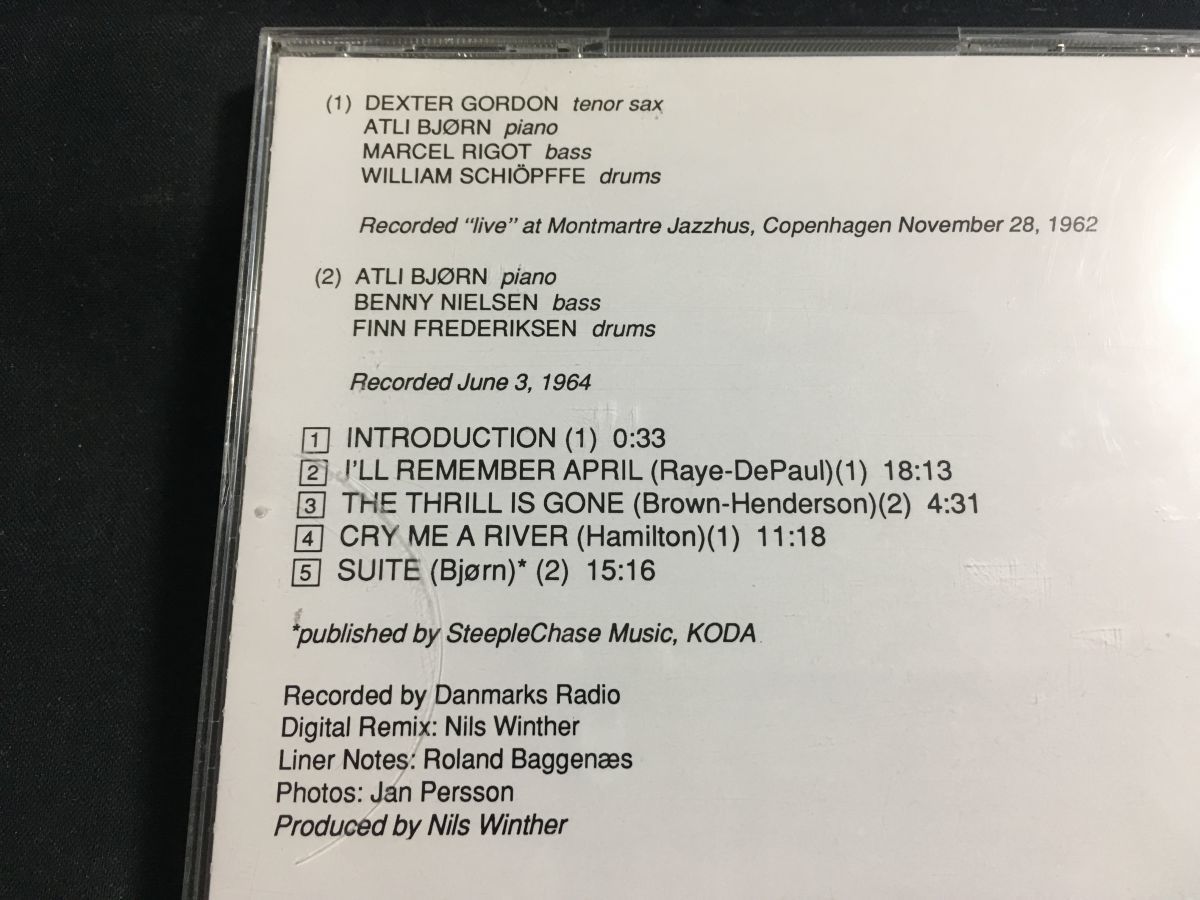 (1) DEXTER GORDON tenor sax
ATLI BJØRN piano
MARCEL RIGOT bass
WILLIAM SCHIÖPFFE drums
Recorded "live" at Montmartre Jazzhus, Copenhagen November 28, 1962
(2) ATLI BJØRN piano
BENNY NIELSEN bass
FINN FREDERIKSEN drums
Recorded June 3, 1964
1 INTRODUCTION (1) 0:33
2 I'LL REMEMBER APRIL (Raye-DePaul)(1) 18:13
3 THE THRILL IS GONE (Brown-Henderson)(2) 4:31
4 CRY ME A RIVER (Hamilton)(1) 11:18
5 SUITE (Bjørn)* (2) 15:16
*published by SteepleChase Music, KODA
Recorded by Danmarks Radio
Digital Remix: Nils Winther
Liner Notes: Roland Baggenæs
Photos: Jan Persson
Produced by Nils Winther